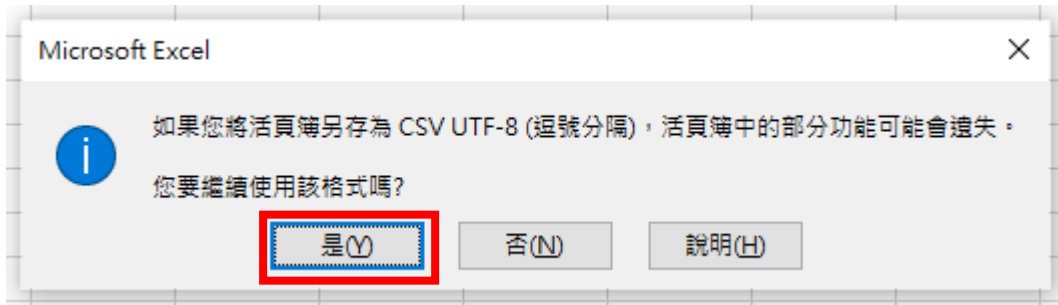 Microsoft Excel
如果您將活頁簿另存為 CSV UTF-8 (逗號分隔)，活頁簿中的部分功能可能會遺失。
您要繼續使用該格式嗎?
是(Y) 否(N) 說明(H)